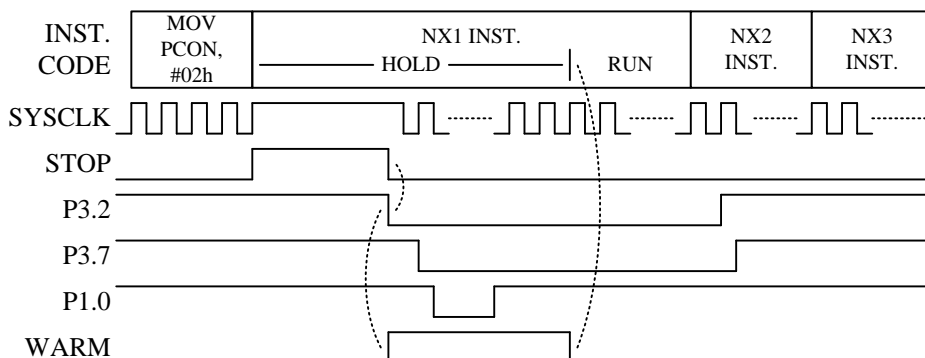 INST.
CODE
MOV
PCON,
#02h
NX1 INST.
HOLD
RUN
NX2
INST.
NX3
INST.
SYSCLK
STOP
P3.2
P3.7
P1.0
WARM